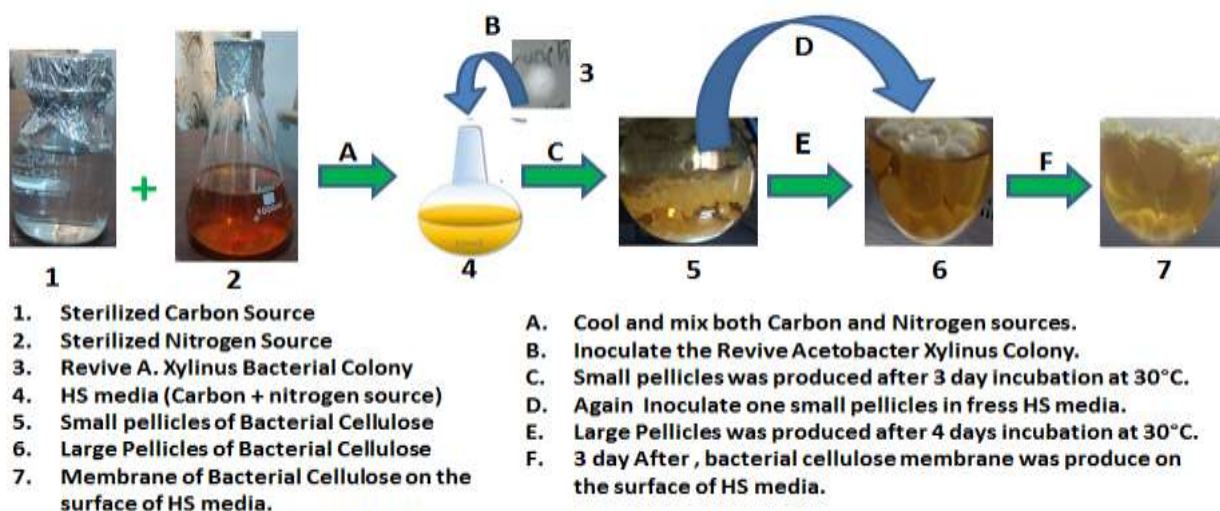 B
D
3
A
C
E
F
+
1
2
4
5
6
7
1. Sterilized Carbon Source
2. Sterilized Nitrogen Source
3. Revive A. Xylinus Bacterial Colony
4. HS media (Carbon + nitrogen source)
5. Small pellicles of Bacterial Cellulose
6. Large Pellicles of Bacterial Cellulose
7. Membrane of Bacterial Cellulose on the
surface of HS media.
A. Cool and mix both Carbon and Nitrogen sources.
B. Inoculate the Revive Acetobacter Xylinus Colony.
C. Small pellicles was produced after 3 day incubation at 30°C.
D. Again Inoculate one small pellicles in fress HS media.
E. Large Pellicles was produced after 4 days incubation at 30°C.
F. 3 day After , bacterial cellulose membrane was produce on
the surface of HS media.